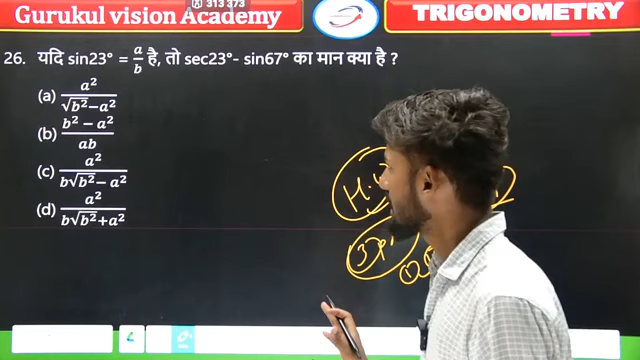 Gurukul vision Academy
313 373
TRIGONOMETRY
26. यदि sin23° = a/b है, तो sec23°- sin67° का मान क्या है ?
(a) a²/√b²−a²
(b) b² − a²/ab
(c) a²/b√b²− a²
(d) a²/b√b²+a²